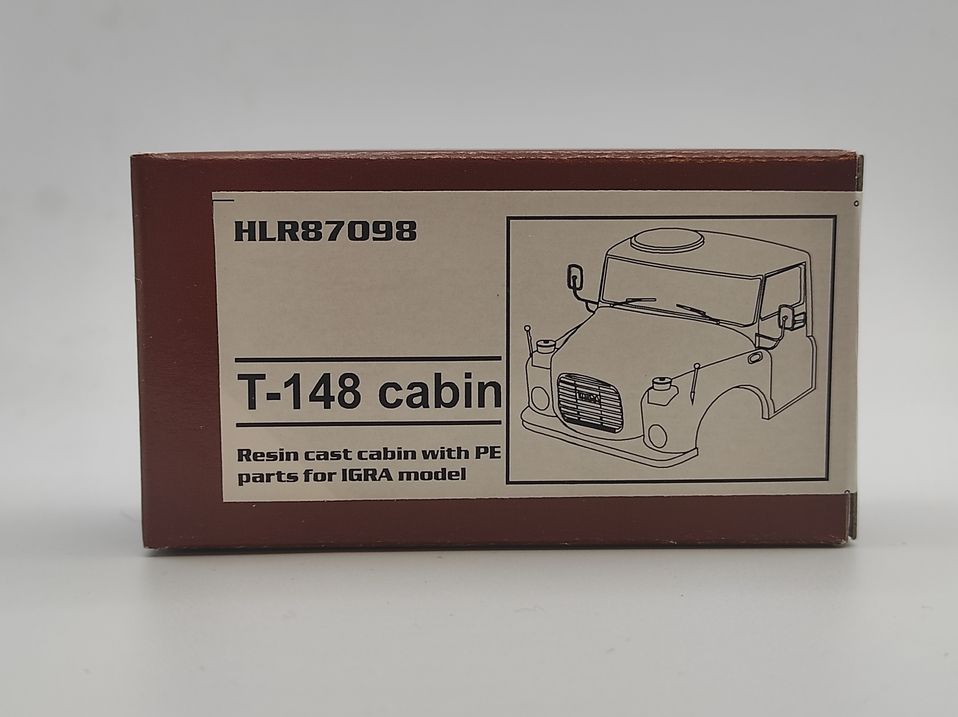 HLR87098
T-148 cabin
Resin cast cabin with PE
parts for IGRA model